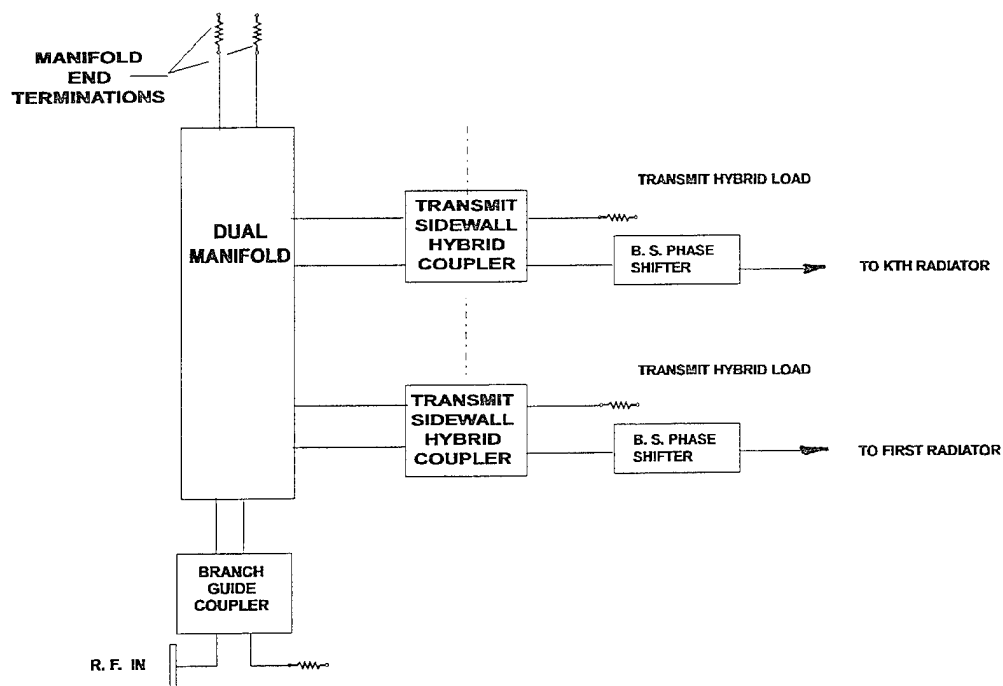 MANIFOLD
END
TERMINATIONS
TRANSMIT HYBRID LOAD
TRANSMIT
SIDEWALL
HYBRID
COUPLER
DUAL
MANIFOLD
B. S. PHASE
SHIFTER
TO KTH RADIATOR
TRANSMIT HYBRID LOAD
TRANSMIT
SIDEWALL
HYBRID
COUPLER
B. S. PHASE
SHIFTER
TO FIRST RADIATOR
BRANCH
GUIDE
COUPLER
R. F. IN